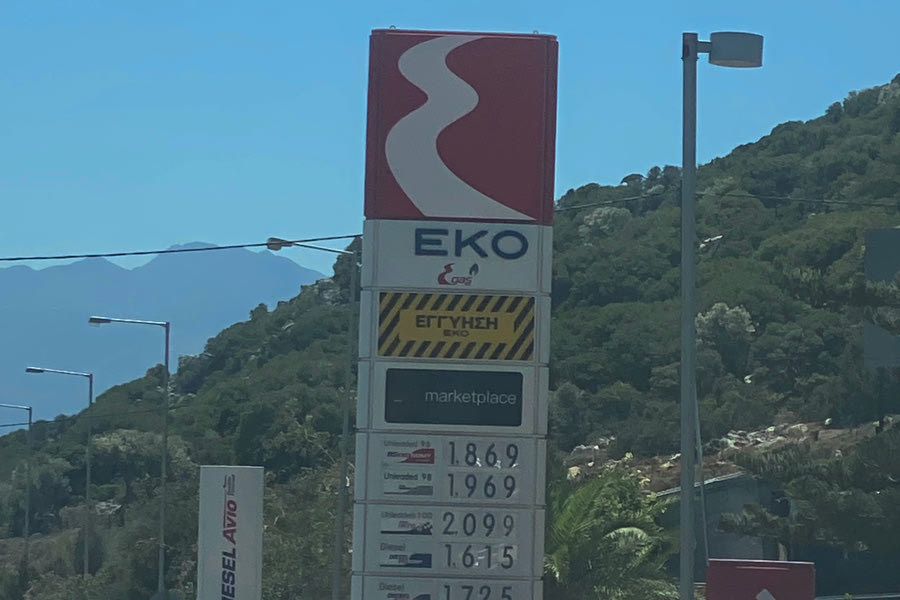 EKO
gas
ΕΓΓΥΗΣΗ
EKO
marketplace
Unleaded 95
1.869
Unleaded 98
1.969
Unleaded 100
2.099
Diesel
1.615
Diesel
1.725
DIESEL AVIO